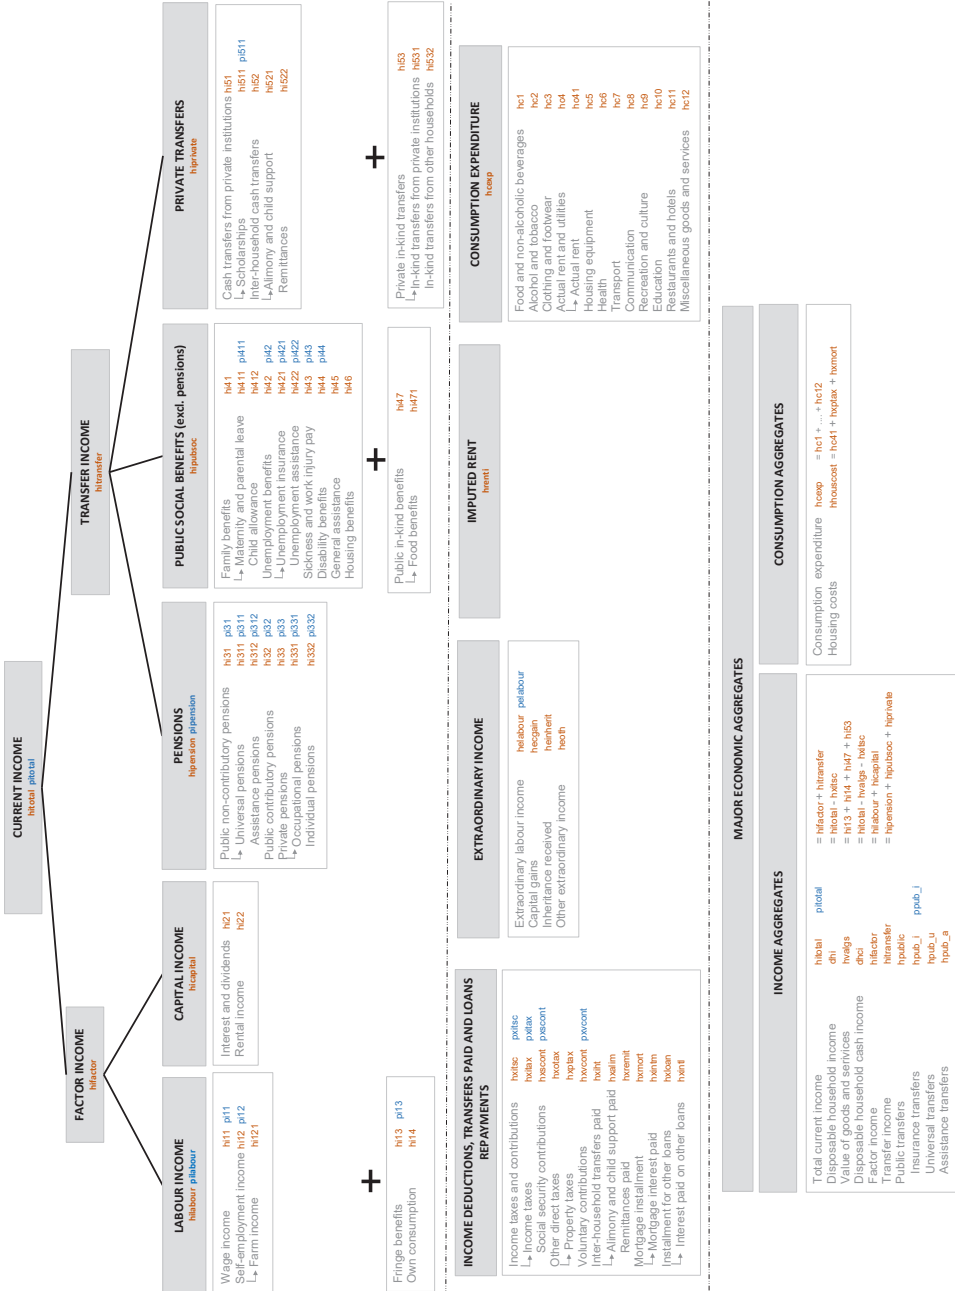 CURRENT INCOME
hitotal pitotal
FACTOR INCOME
hifactor
TRANSFER INCOME
hitransfer
LABOUR INCOME
hilabour pilabour
Wage income hi11 pi11
Self-employment income hi12 pi12
Farm income hi121
+
Fringe benefits hi13 pi13
Own consumption hi14
CAPITAL INCOME
hicapital
Interest and dividends hi21
Rental income hi22
PENSIONS
hipension pipension
Public non-contributory pensions hi31 pi31
Universal pensions hi311 pi311
Assistance pensions hi312 pi312
Public contributory pensions hi32 pi32
Private pensions hi33 pi33
Occupational pensions hi331 pi331
Individual pensions hi332 pi332
PUBLIC SOCIAL BENEFITS (excl. pensions)
hipubsoc
Family benefits hi41
Maternity and parental leave hi411 pi411
Child allowance hi412
Unemployment benefits hi42 pi42
Unemployment insurance hi421 pi421
Unemployment assistance hi422 pi422
Sickness and work injury pay hi43 pi43
Disability benefits hi44 pi44
General assistance hi45
Housing benefits hi46
+
Public in-kind benefits hi47
Food benefits hi471
PRIVATE TRANSFERS
hiprivate
Cash transfers from private institutions hi51
Scholarships hi511 pi511
Inter-household cash transfers hi52
Alimony and child support hi521
Remittances hi522
+
Private in-kind transfers hi53
In-kind transfers from private institutions hi531
In-kind transfers from other households hi532
INCOME DEDUCTIONS, TRANSFERS PAID AND LOANS
REPAYMENTS
Income taxes and contributions hxitsc pxitsc
Income taxes hxitax pxitax
Social security contributions hxscont pxscont
Other direct taxes hxotax
Property taxes hxptax
Voluntary contributions hxvcont pxvcont
Inter-household transfers paid hxiht
Alimony and child support paid hxalim
Remittances paid hxremit
Mortgage installment hxmort
Mortgage interest paid hxintm
Installment for other loans hxloan
Interest paid on other loans hxintl
EXTRAORDINARY INCOME
Extraordinary labour income helabour pelabour
Capital gains hecgain
Inheritance received heinherit
Other extraordinary income heoth
IMPUTED RENT
hrenti
CONSUMPTION EXPENDITURE
hcexp
Food and non-alcoholic beverages hc1
Alcohol and tobacco hc2
Clothing and footwear hc3
Actual rent and utilities hc4
Actual rent hc41
Housing equipment hc5
Health hc6
Transport hc7
Communication hc8
Recreation and culture hc9
Education hc10
Restaurants and hotels hc11
Miscellaneous goods and services hc12
MAJOR ECONOMIC AGGREGATES
INCOME AGGREGATES
Total current income hitotal pitotal = hifactor + hitransfer
Disposable household income dhi = hitotal - hxitsc
Value of goods and serivices hvalgs = hi13 + hi14 + hi47 + hi53
Disposable household cash income dhci = hitotal - hvalgs - hxitsc
Factor income hifactor = hilabour + hicapital
Transfer income hitransfer = hipension + hipubsoc + hiprivate
Public transfers hpublic
Insurance transfers hpub_i ppub_i
Universal transfers hpub_u
Assistance transfers hpub_a
CONSUMPTION AGGREGATES
Consumption expenditure hcexp = hc1 + ... + hc12
Housing costs hhouscost = hc41 + hxptax + hxmort